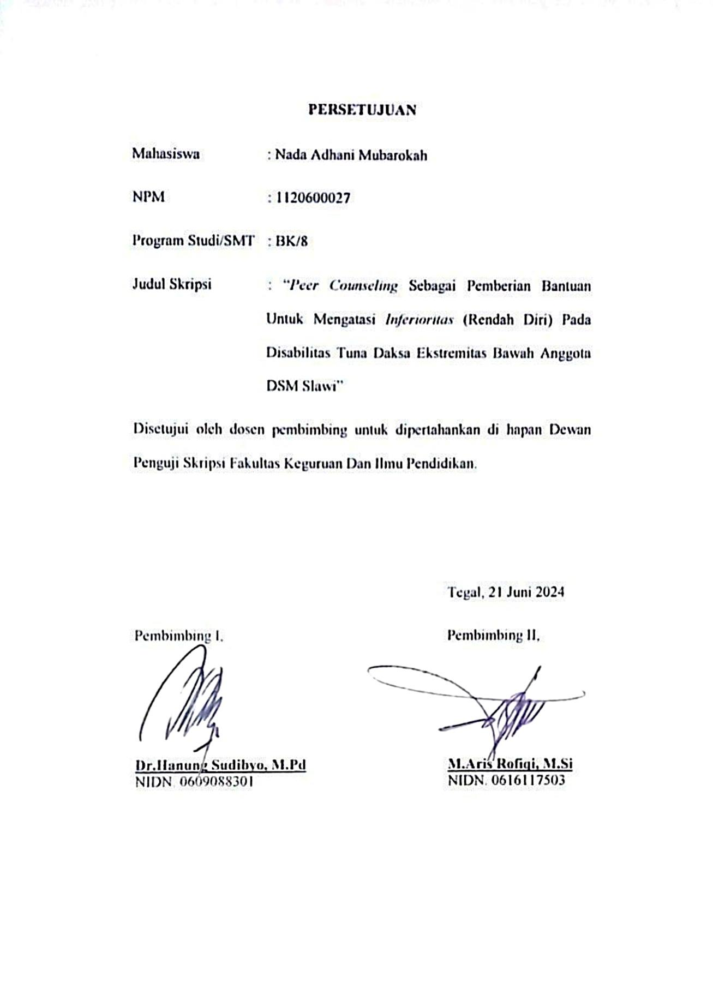 PERSETUJUAN
Mahasiswa : Nada Adhani Mubarokah
NPM : 1120600027
Program Studi/SMT : BK/8
Judul Skripsi : “Peer Counseling Sebagai Pemberian Bantuan
Untuk Mengatasi Inferioritas (Rendah Diri) Pada
Disabilitas Tuna Daksa Ekstremitas Bawah Anggota
DSM Slawi”
Disetujui oleh dosen pembimbing untuk dipertahankan di hapan Dewan
Penguji Skripsi Fakultas Keguruan Dan Ilmu Pendidikan.
Tegal, 21 Juni 2024
Pembimbing I, Pembimbing II,
Dr.Hanung Sudibyo, M.Pd M.Aris Rofiqi, M.Si
NIDN. 0609088301 NIDN. 0616117503